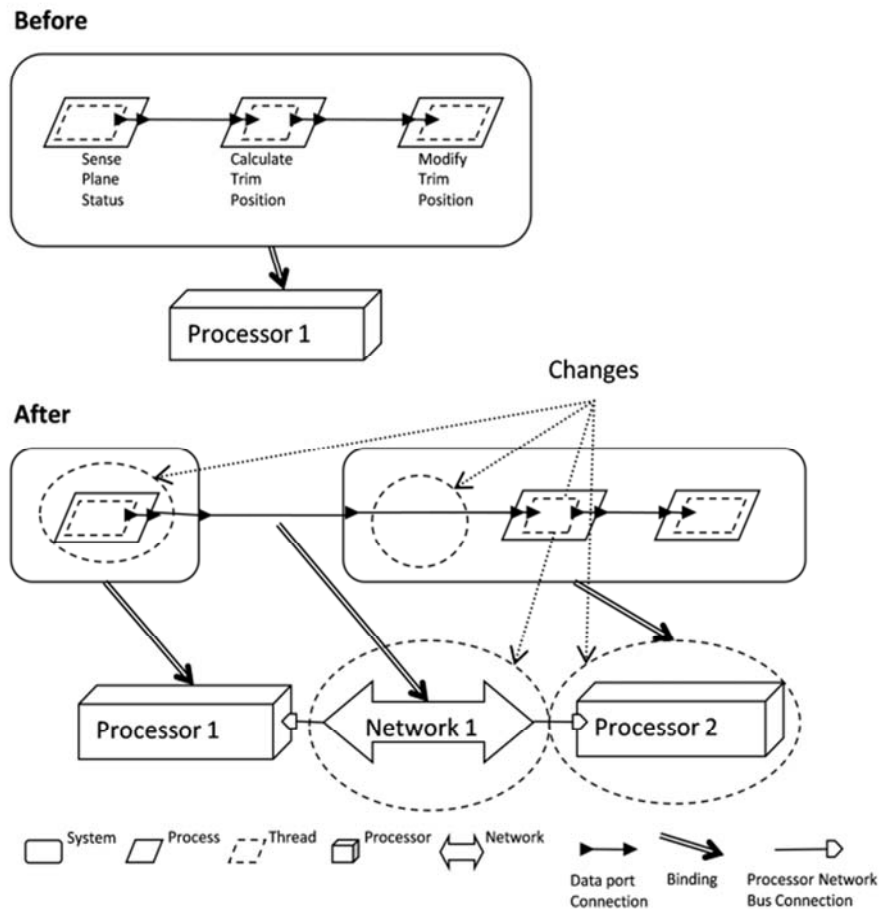 Before
Sense
Plane
Status
Calculate
Trim
Position
Modify
Trim
Position
Processor 1
Changes
After
Processor 1
Network 1
Processor 2
System
Process
Thread
Processor
Network
Data port
Connection
Binding
Processor Network
Bus Connection